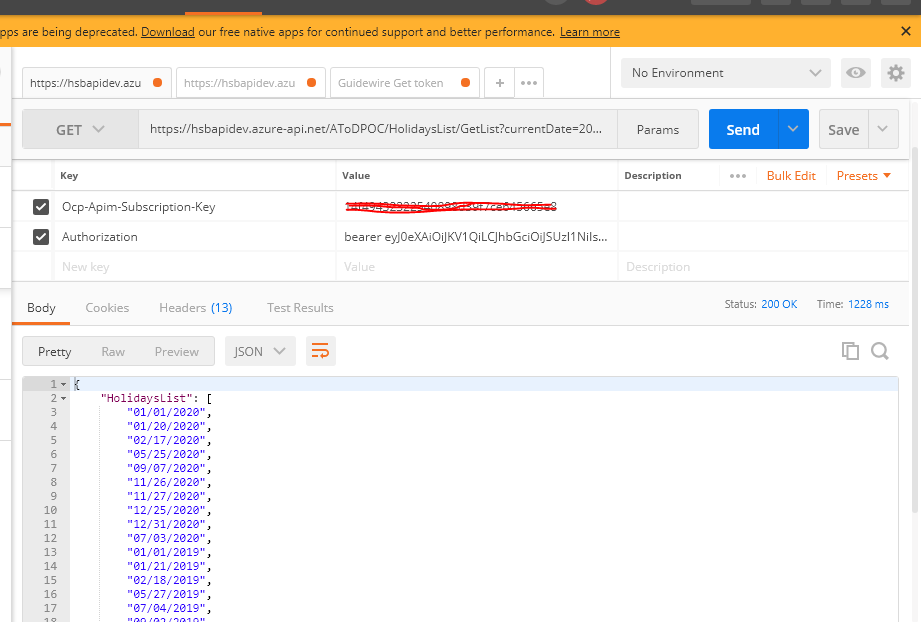 pps are being deprecated. Download our free native apps for continued support and better performance. Learn more
https://hsbapidev.azu https://hsbapidev.azu Guidewire Get token + ••• No Environment
GET https://hsbapidev.azure-api.net/AToDPOC/HolidaysList/GetList?currentDate=20... Params Send Save
Key Value Description ••• Bulk Edit Presets
Ocp-Apim-Subscription-Key
Authorization bearer eyJ0eXAiOiJKV1QiLCJhbGciOiJSUzI1NiIs...
New key Value Description
Body Cookies Headers (13) Test Results Status: 200 OK Time: 1228 ms
Pretty Raw Preview JSON
1 {
2 "HolidaysList": [
3 "01/01/2020",
4 "01/20/2020",
5 "02/17/2020",
6 "05/25/2020",
7 "09/07/2020",
8 "11/26/2020",
9 "11/27/2020",
10 "12/25/2020",
11 "12/31/2020",
12 "07/03/2020",
13 "01/01/2019",
14 "01/21/2019",
15 "02/18/2019",
16 "05/27/2019",
17 "07/04/2019",
18 "09/02/2019",